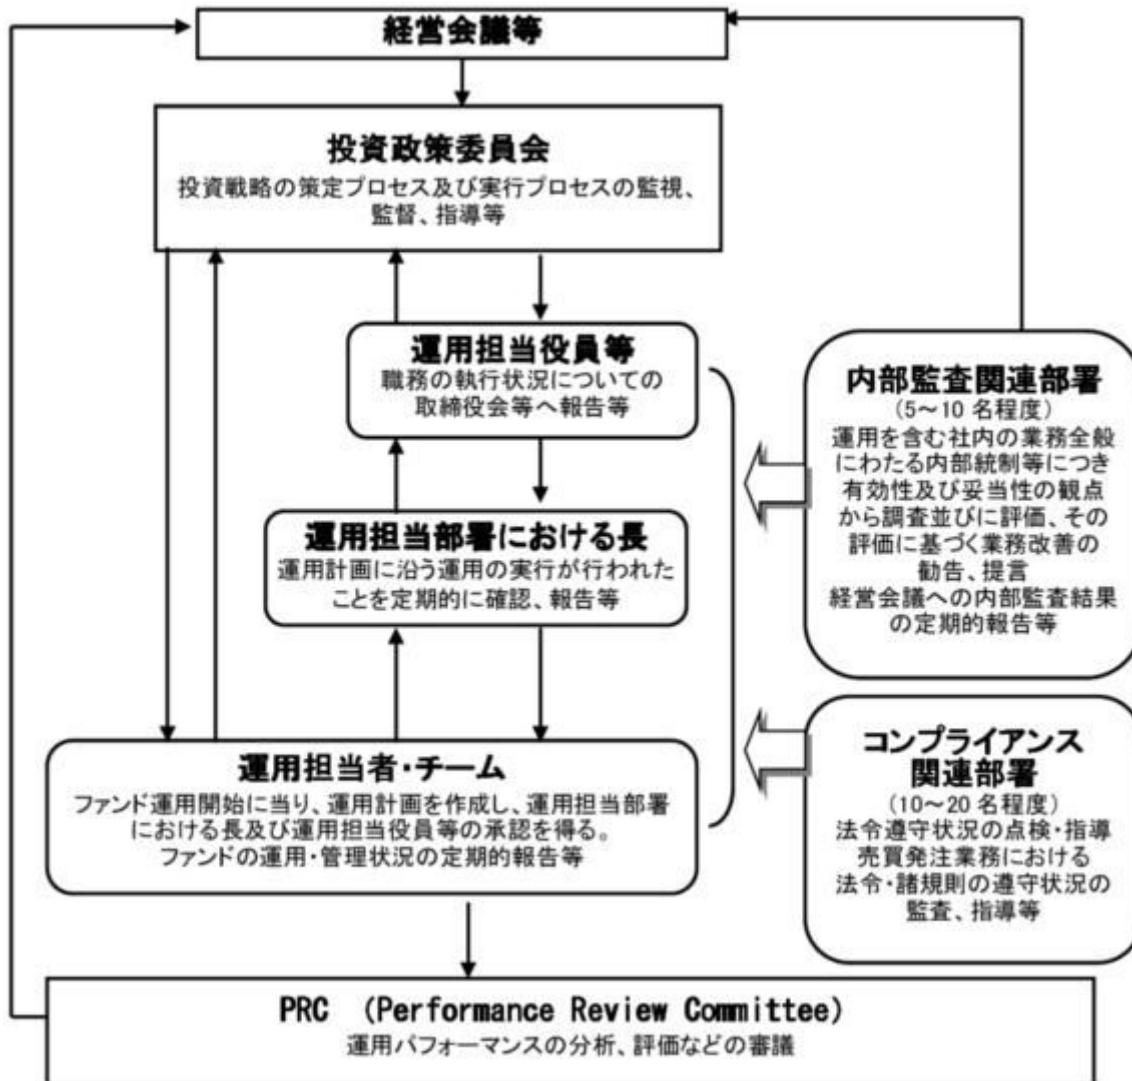 経営会議等
投資政策委員会
投資戦略の策定プロセス及び実行プロセスの監視、
監督、指導等
運用担当役員等
職務の執行状況についての
取締役会等へ報告等
運用担当部署における長
運用計画に沿う運用の実行が行われた
ことを定期的に確認、報告等
運用担当者・チーム
ファンド運用開始に当り、運用計画を作成し、運用担当部署
における長及び運用担当役員等の承認を得る。
ファンドの運用・管理状況の定期的報告等
内部監査関連部署
(5～10 名程度)
運用を含む社内の業務全般
にわたる内部統制等につき
有効性及び妥当性の観点
から調査並びに評価、その
評価に基づく業務改善の
勧告、提言
経営会議への内部監査結果
の定期的報告等
コンプライアンス
関連部署
(10～20 名程度)
法令遵守状況の点検・指導
売買発注業務における
法令・諸規則の遵守状況の
監査、指導等
PRC (Performance Review Committee)
運用パフォーマンスの分析、評価などの審議